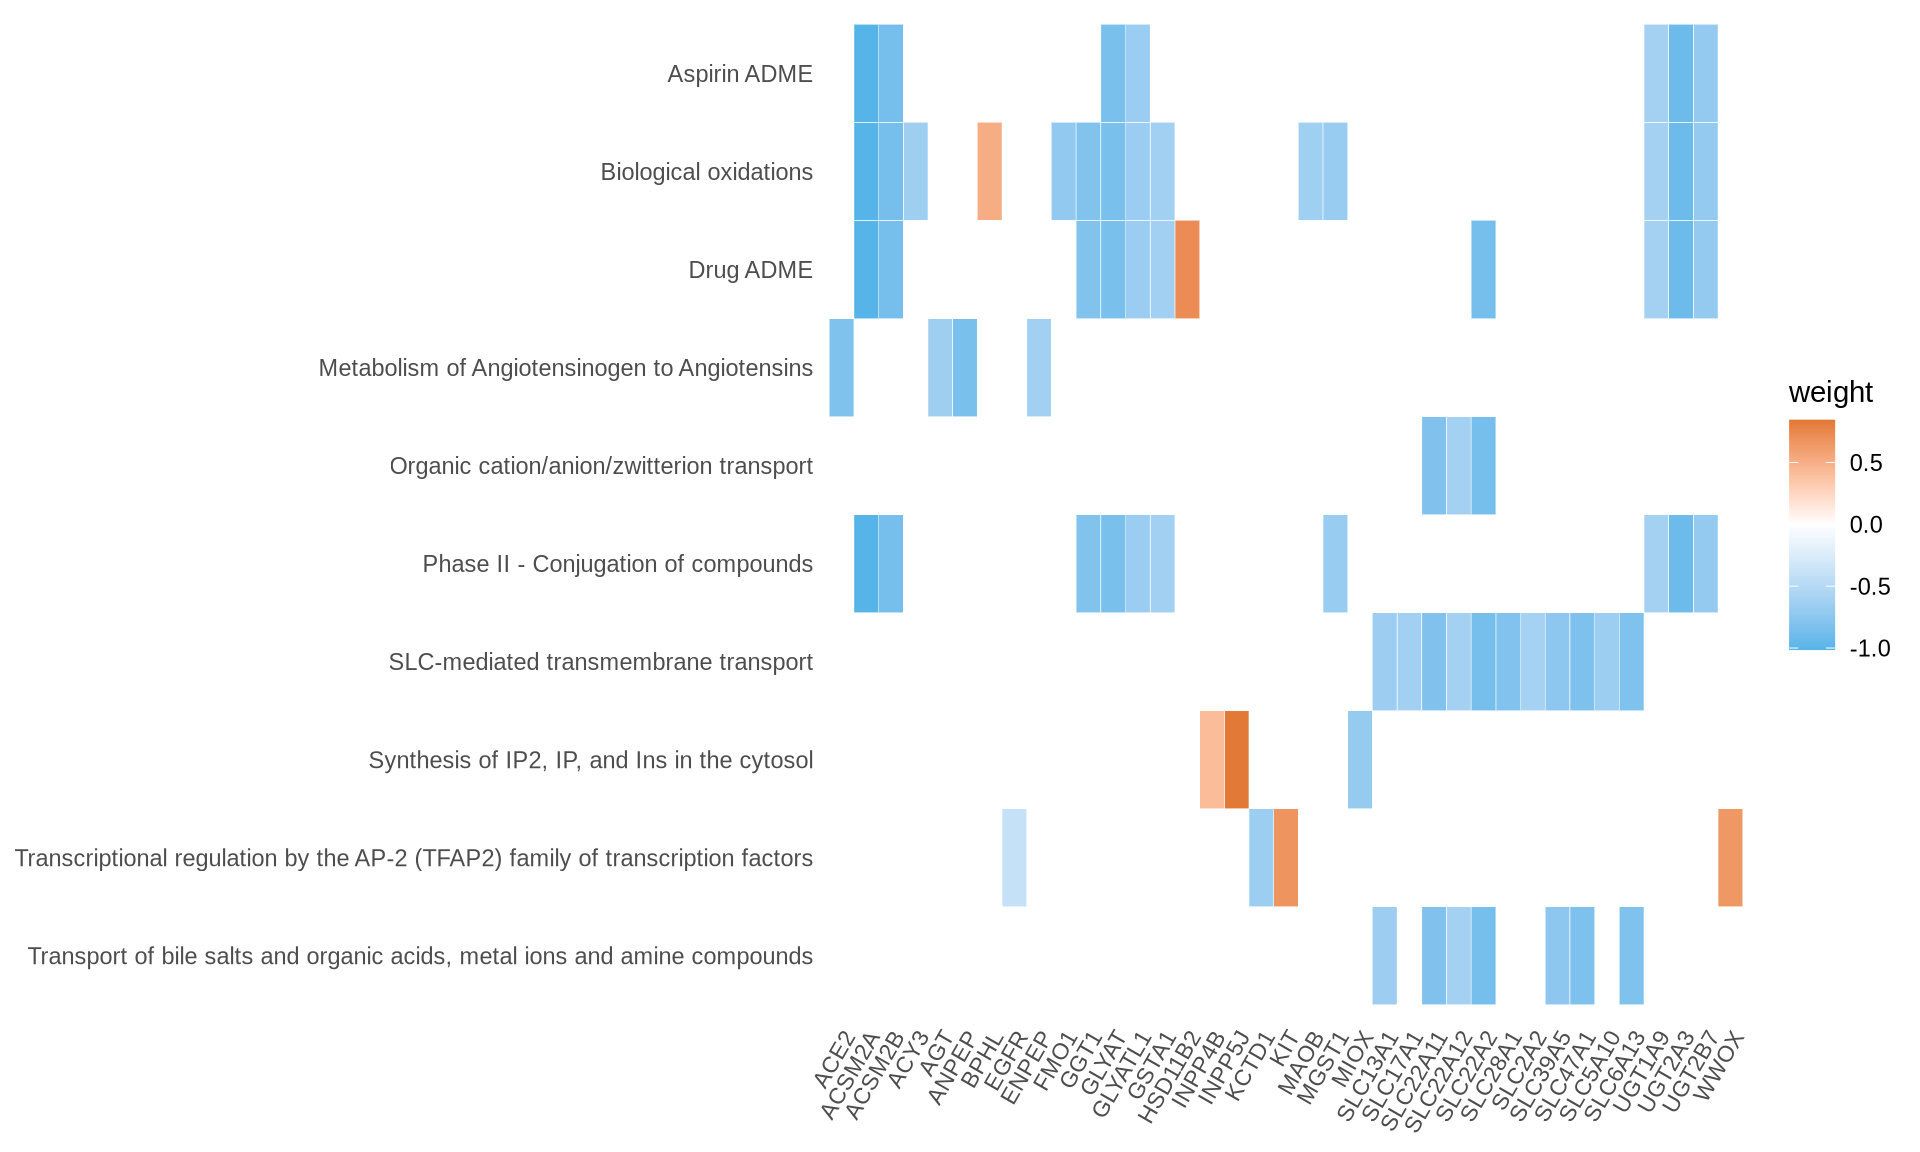 Aspirin ADME
Biological oxidations
Drug ADME
Metabolism of Angiotensinogen to Angiotensins
Organic cation/anion/zwitterion transport
Phase II - Conjugation of compounds
SLC-mediated transmembrane transport
Synthesis of IP2, IP, and Ins in the cytosol
Transcriptional regulation by the AP-2 (TFAP2) family of transcription factors
Transport of bile salts and organic acids, metal ions and amine compounds
ACE2
ACSM2A
ACSM2B
ACY3
AGT
ANPEP
BPHL
EGFR
ENPEP
FMO1
GGT1
GLYAT
GLYATL1
GSTA1
HSD11B2
INPP4B
INPP5J
KCTD1
KIT
MAOB
MGST1
MIOX
SLC13A1
SLC17A1
SLC22A11
SLC22A12
SLC22A2
SLC28A1
SLC2A2
SLC39A5
SLC47A1
SLC5A10
SLC6A13
UGT1A9
UGT2A3
UGT2B7
WWOX
weight
0.5
0.0
-0.5
-1.0